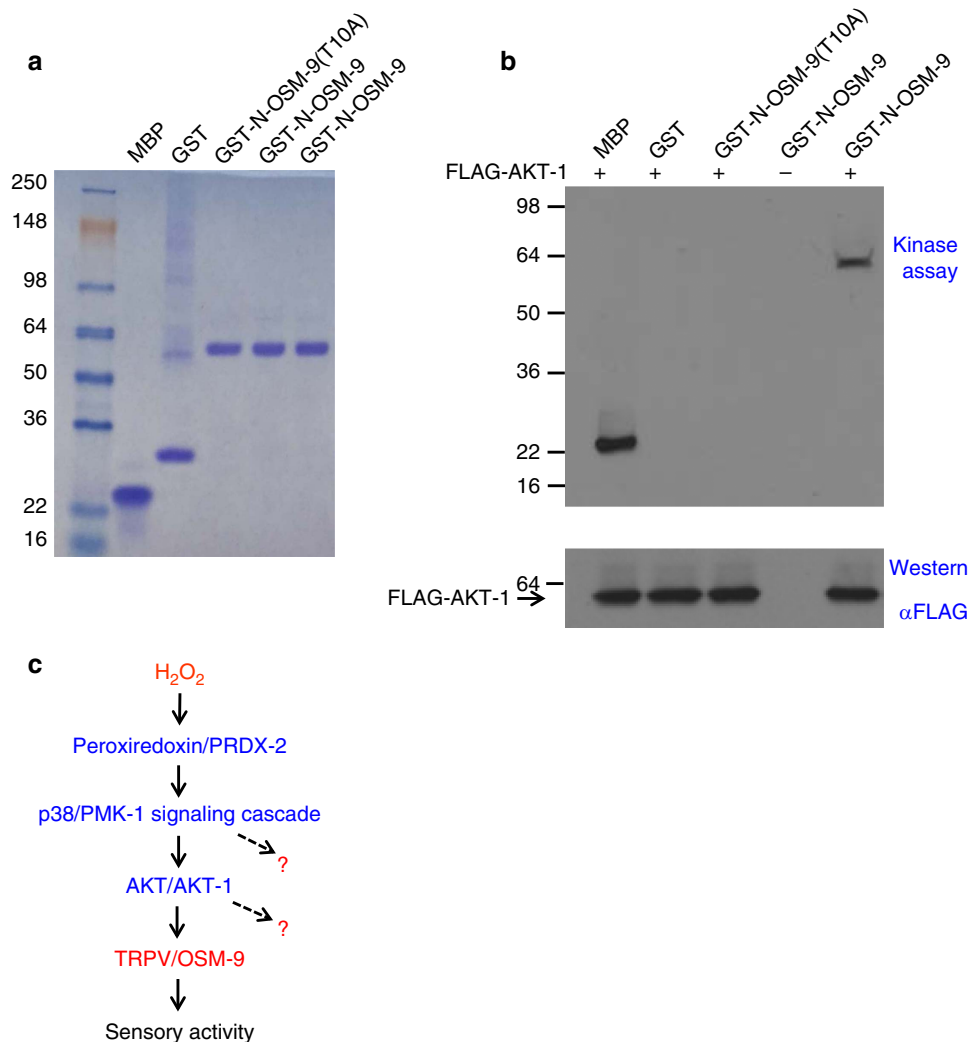 a
MBP
GST
GST-N-OSM-9(T10A)
GST-N-OSM-9
GST-N-OSM-9
250
148
98
64
50
36
22
16
b
MBP
GST
GST-N-OSM-9(T10A)
GST-N-OSM-9
GST-N-OSM-9
FLAG-AKT-1 + + + – +
98
64
50
36
22
16
Kinase
assay
64
FLAG-AKT-1
Western
αFLAG
c
H₂O₂
Peroxiredoxin/PRDX-2
p38/PMK-1 signaling cascade
?
AKT/AKT-1
?
TRPV/OSM-9
Sensory activity